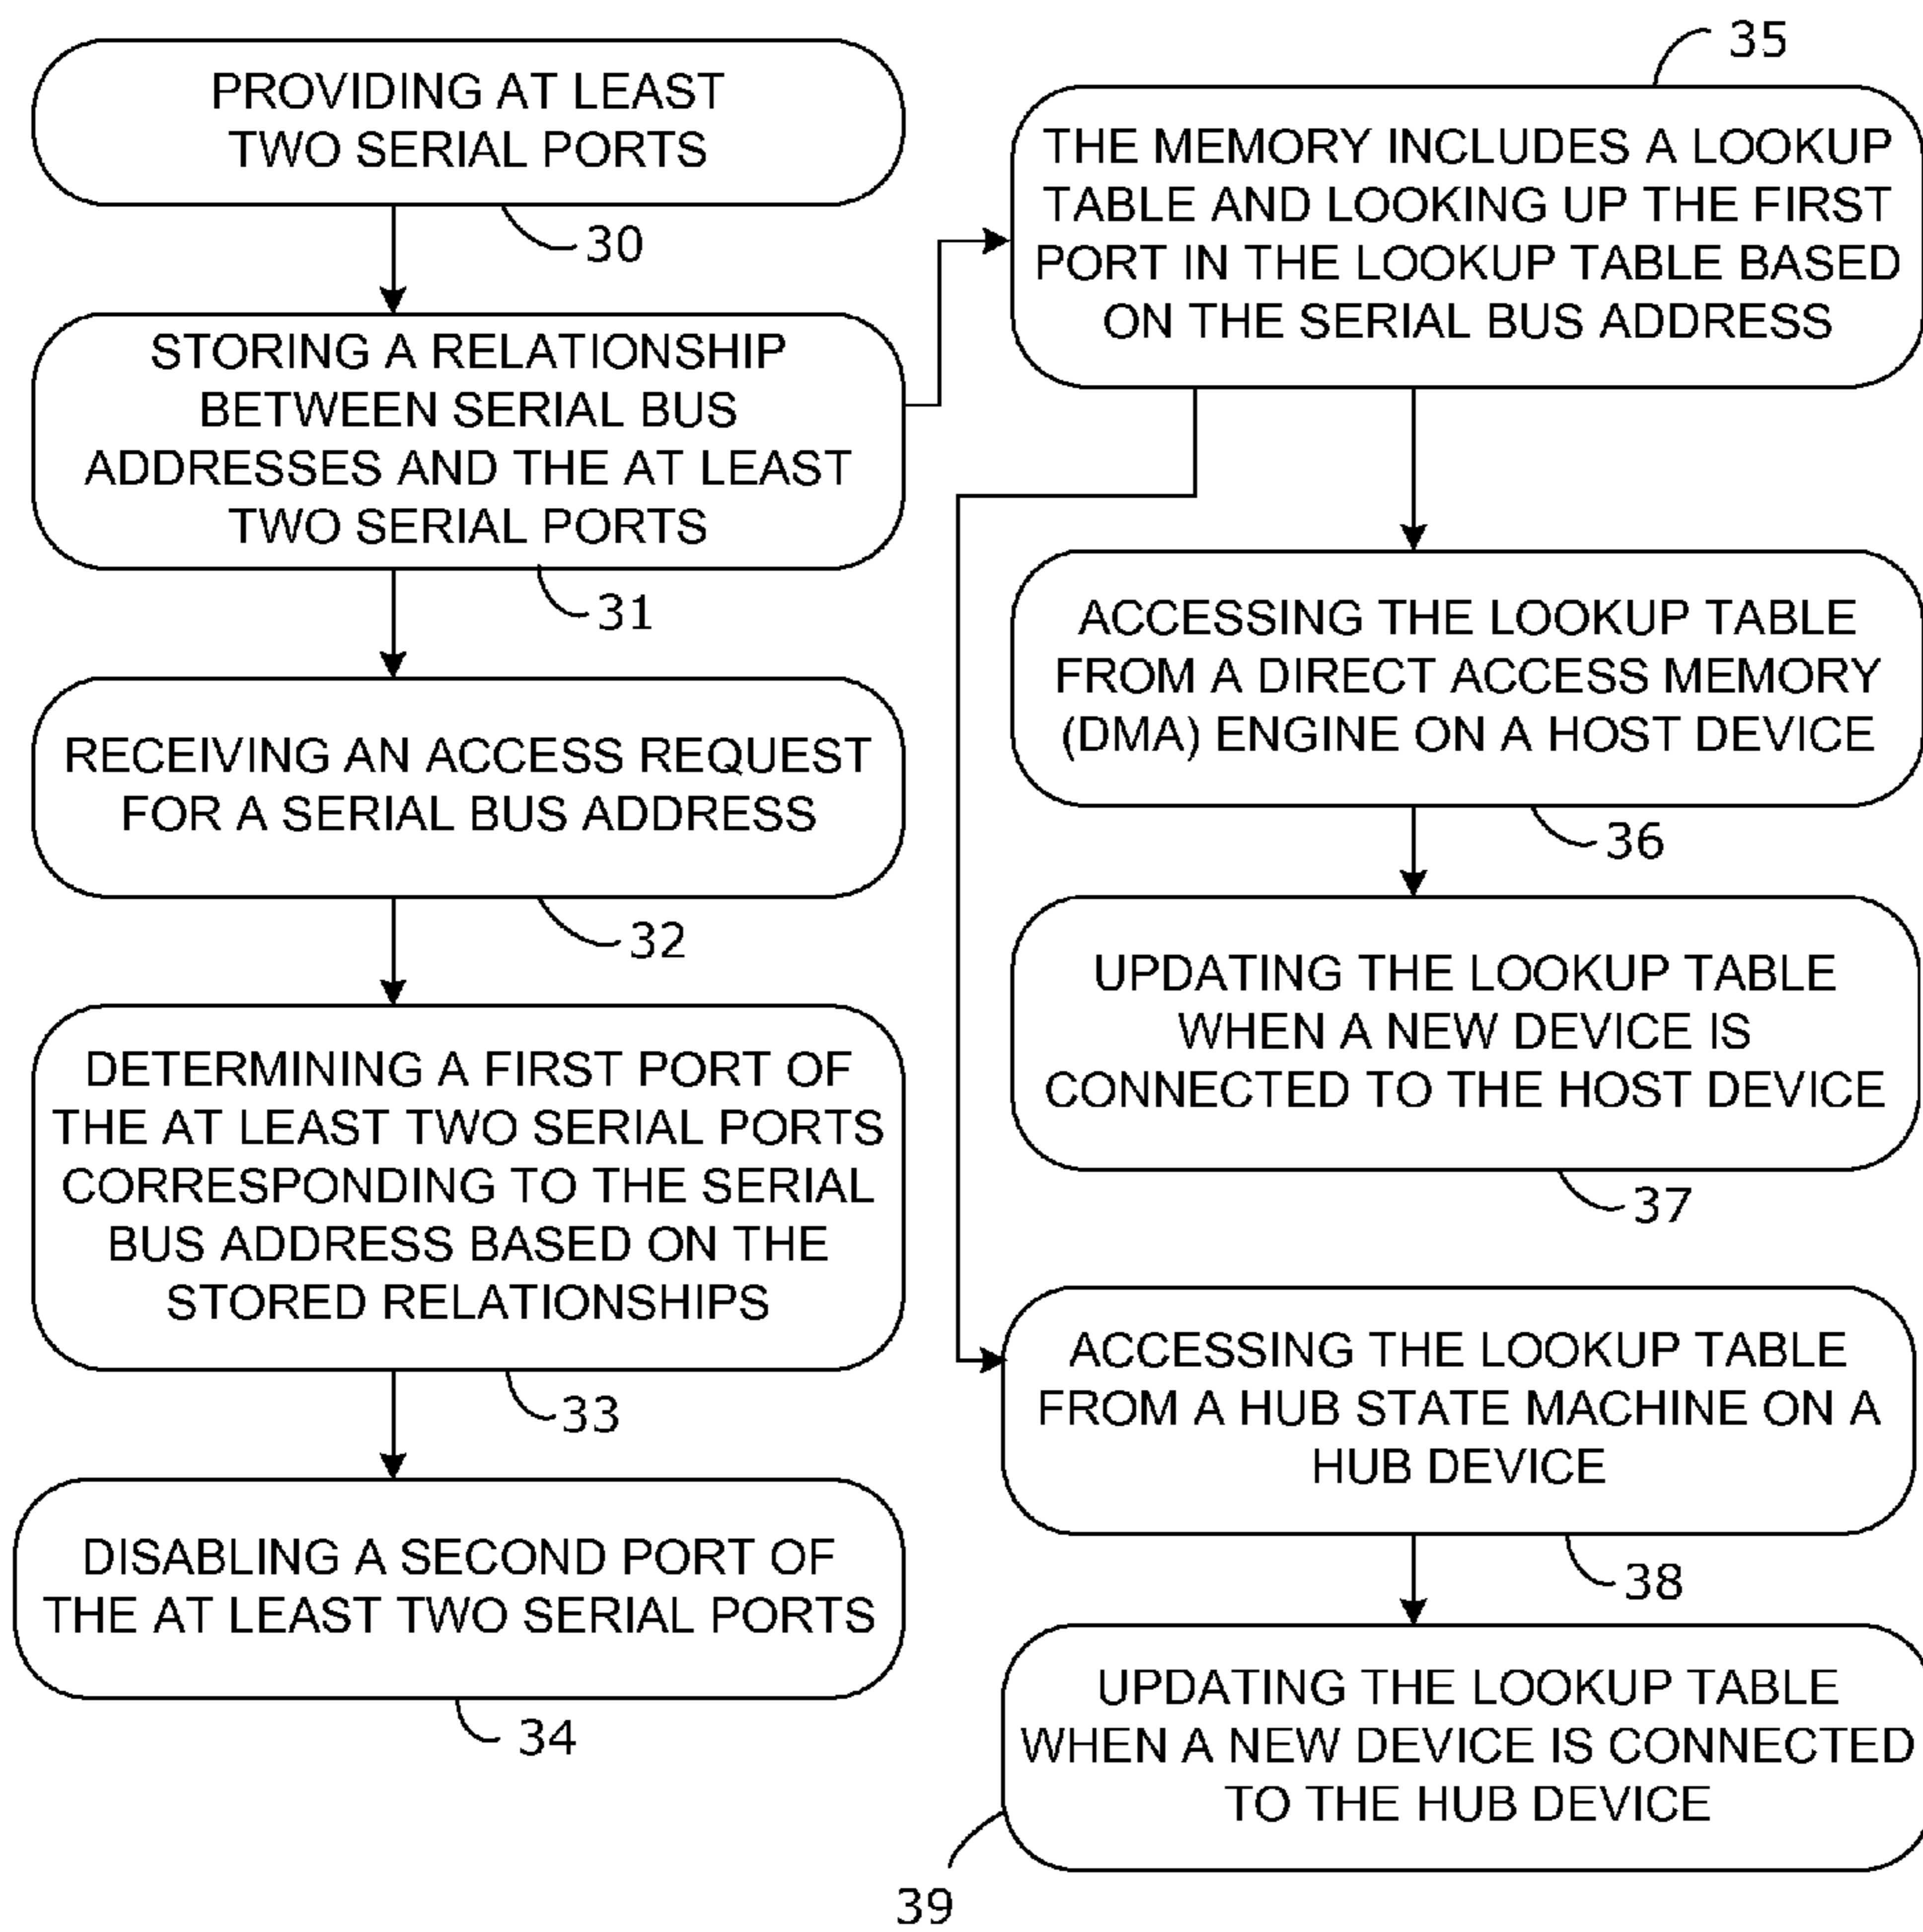 PROVIDING AT LEAST
TWO SERIAL PORTS
30
STORING A RELATIONSHIP
BETWEEN SERIAL BUS
ADDRESSES AND THE AT LEAST
TWO SERIAL PORTS
31
RECEIVING AN ACCESS REQUEST
FOR A SERIAL BUS ADDRESS
32
DETERMINING A FIRST PORT OF
THE AT LEAST TWO SERIAL PORTS
CORRESPONDING TO THE SERIAL
BUS ADDRESS BASED ON THE
STORED RELATIONSHIPS
33
DISABLING A SECOND PORT OF
THE AT LEAST TWO SERIAL PORTS
34
35
THE MEMORY INCLUDES A LOOKUP
TABLE AND LOOKING UP THE FIRST
PORT IN THE LOOKUP TABLE BASED
ON THE SERIAL BUS ADDRESS
ACCESSING THE LOOKUP TABLE
FROM A DIRECT ACCESS MEMORY
(DMA) ENGINE ON A HOST DEVICE
36
UPDATING THE LOOKUP TABLE
WHEN A NEW DEVICE IS
CONNECTED TO THE HOST DEVICE
37
ACCESSING THE LOOKUP TABLE
FROM A HUB STATE MACHINE ON A
HUB DEVICE
38
UPDATING THE LOOKUP TABLE
WHEN A NEW DEVICE IS CONNECTED
TO THE HUB DEVICE
39